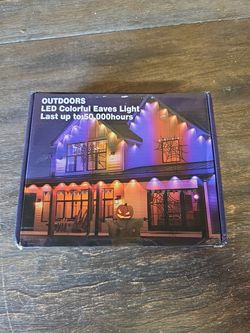 OUTDOORS
LED Colorful Eaves Light
Last up to:50,000hours